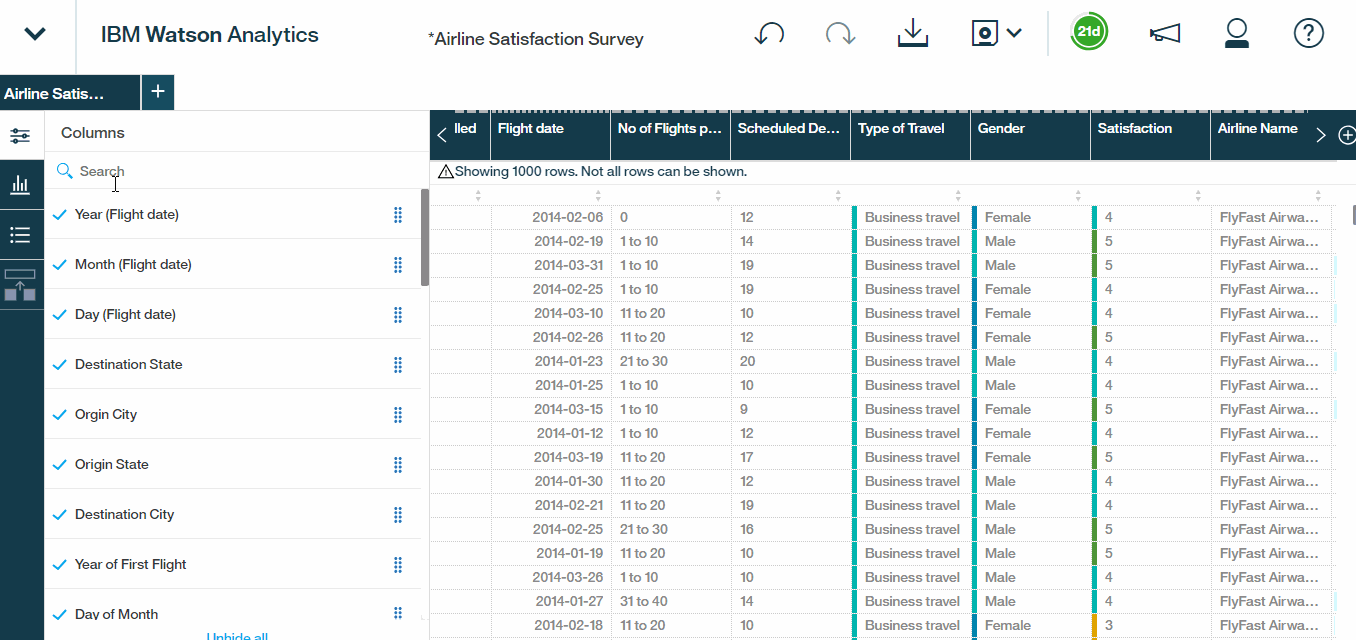 IBM Watson Analytics
*Airline Satisfaction Survey
21d
?
Airline Satis...
+
Columns
Search
Year (Flight date)
Month (Flight date)
Day (Flight date)
Destination State
Orgin City
Origin State
Destination City
Year of First Flight
Day of Month
Unhide all
lled Flight date No of Flights p... Scheduled De... Type of Travel Gender Satisfaction Airline Name
Showing 1000 rows. Not all rows can be shown.
2014-02-06 0 12 Business travel Female 4 FlyFast Airwa...
2014-02-19 1 to 10 14 Business travel Male 5 FlyFast Airwa...
2014-03-31 1 to 10 19 Business travel Male 5 FlyFast Airwa...
2014-02-25 1 to 10 19 Business travel Female 4 FlyFast Airwa...
2014-03-10 11 to 20 10 Business travel Female 4 FlyFast Airwa...
2014-02-26 11 to 20 12 Business travel Female 5 FlyFast Airwa...
2014-01-23 21 to 30 20 Business travel Male 4 FlyFast Airwa...
2014-01-25 1 to 10 10 Business travel Male 4 FlyFast Airwa...
2014-03-15 1 to 10 9 Business travel Female 5 FlyFast Airwa...
2014-01-12 1 to 10 12 Business travel Female 4 FlyFast Airwa...
2014-03-19 11 to 20 17 Business travel Female 5 FlyFast Airwa...
2014-01-30 11 to 20 12 Business travel Male 4 FlyFast Airwa...
2014-02-21 11 to 20 19 Business travel Male 4 FlyFast Airwa...
2014-02-25 21 to 30 16 Business travel Male 5 FlyFast Airwa...
2014-01-19 11 to 20 10 Business travel Male 5 FlyFast Airwa...
2014-03-26 1 to 10 10 Business travel Male 4 FlyFast Airwa...
2014-01-27 31 to 40 14 Business travel Male 4 FlyFast Airwa...
2014-02-18 11 to 20 10 Business travel Female 3 FlyFast Airwa...